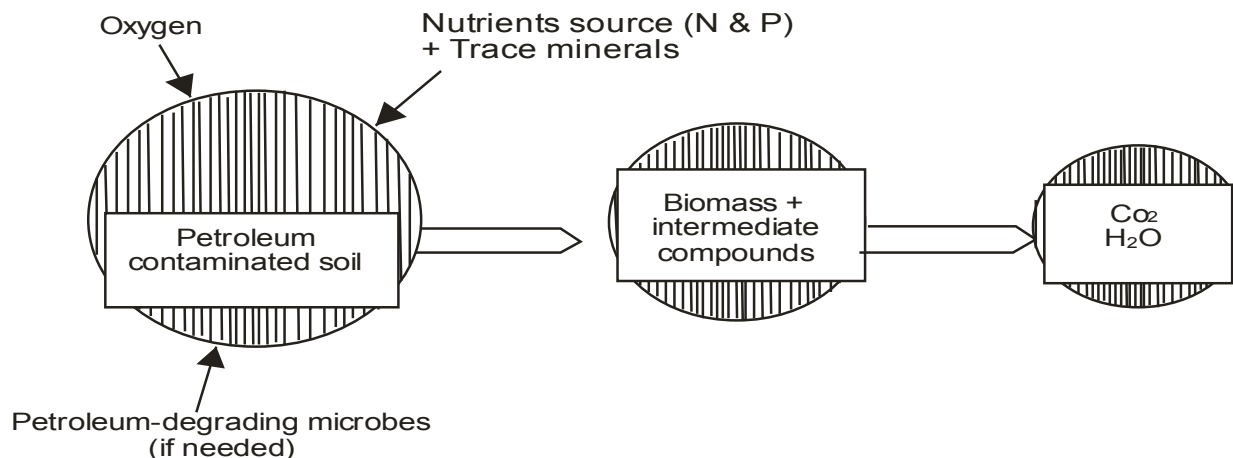 Oxygen
Nutrients source (N & P)
+ Trace minerals
Petroleum
contaminated soil
Biomass +
intermediate
compounds
Co₂
H₂O
Petroleum-degrading microbes
(if needed)